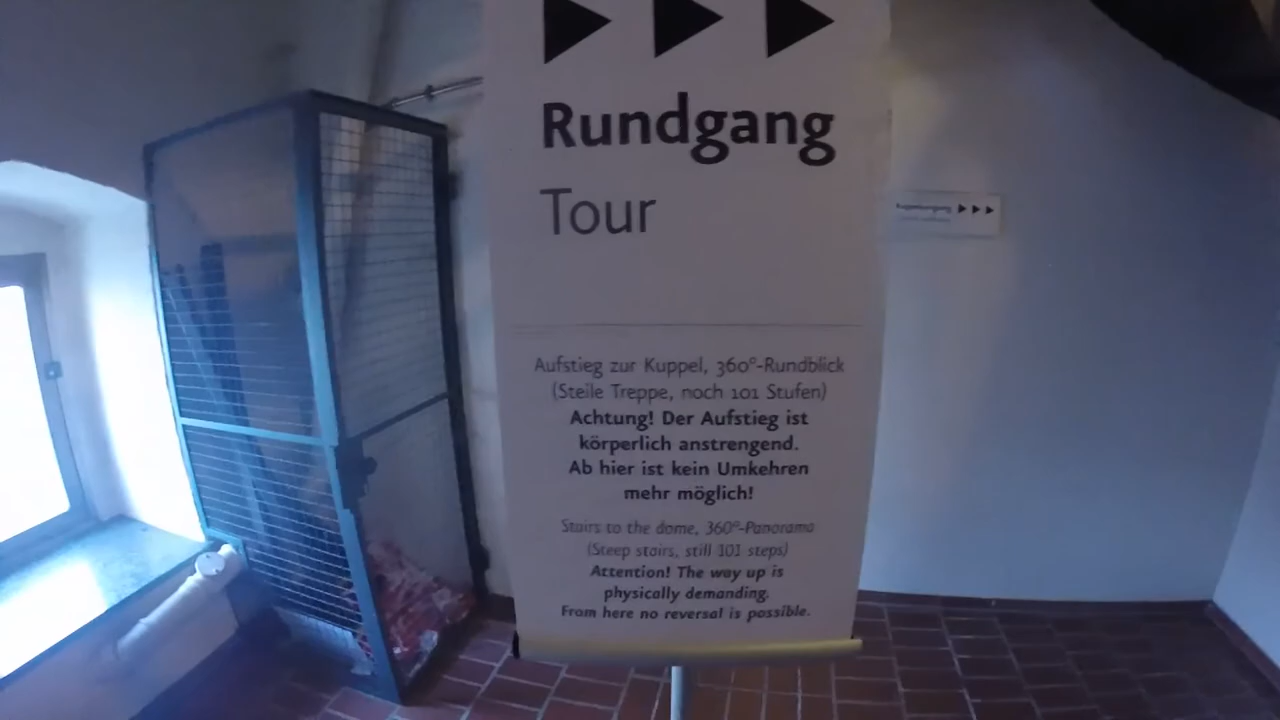 Rundgang
Tour
Aufstieg zur Kuppel, 360°-Rundblick
(Steile Treppe, noch 101 Stufen)
Achtung! Der Aufstieg ist
körperlich anstrengend.
Ab hier ist kein Umkehren
mehr möglich!
Stairs to the dome, 360°-Panorama
(Steep stairs, still 101 steps)
Attention! The way up is
physically demanding.
From here no reversal is possible.